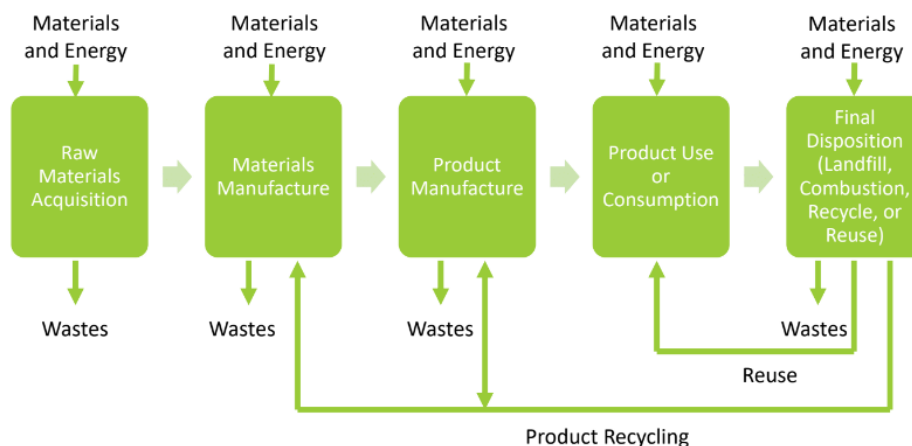 Materials
and Energy
Materials
and Energy
Materials
and Energy
Materials
and Energy
Materials
and Energy
Raw
Materials
Acquisition
Materials
Manufacture
Product
Manufacture
Product Use
or
Consumption
Final
Disposition
(Landfill,
Combustion,
Recycle, or
Reuse)
Wastes
Wastes
Wastes
Wastes
Reuse
Product Recycling